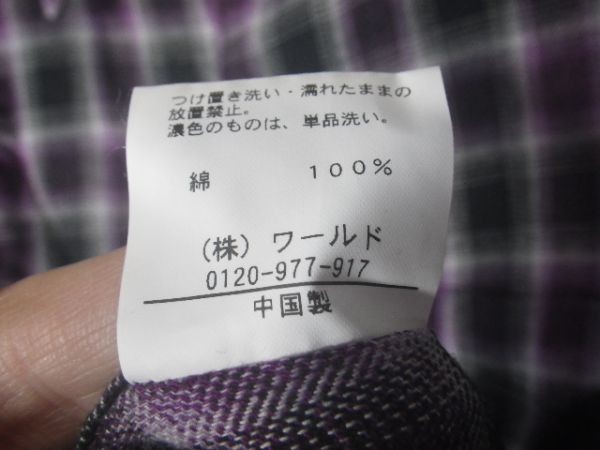 つけ置き洗い・濡れたままの
放置禁止。
濃色のものは、単品洗い。
綿 100%
(株) ワールド
0120-977-917
中国製